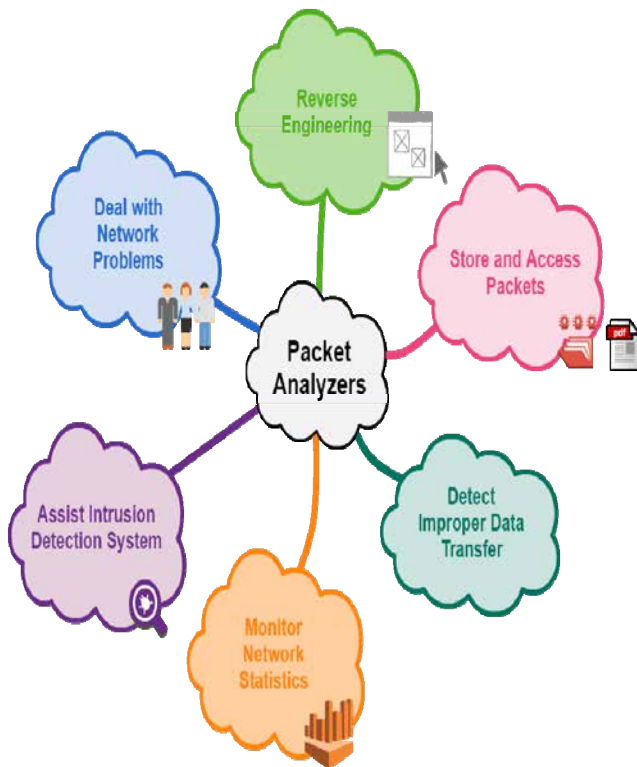 Reverse
Engineering
Deal with
Network
Problems
Store and Access
Packets
pdf
Packet
Analyzers
Assist Intrusion
Detection System
Detect
Improper Data
Transfer
Monitor
Network
Statistics